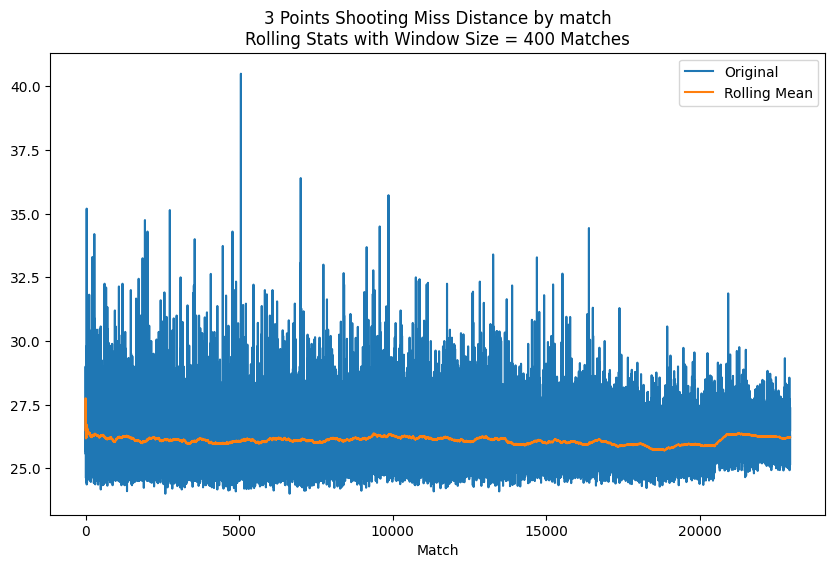 3 Points Shooting Miss Distance by match
Rolling Stats with Window Size = 400 Matches
Original
Rolling Mean
40.0
37.5
35.0
32.5
30.0
27.5
25.0
0
5000
10000
15000
20000
Match